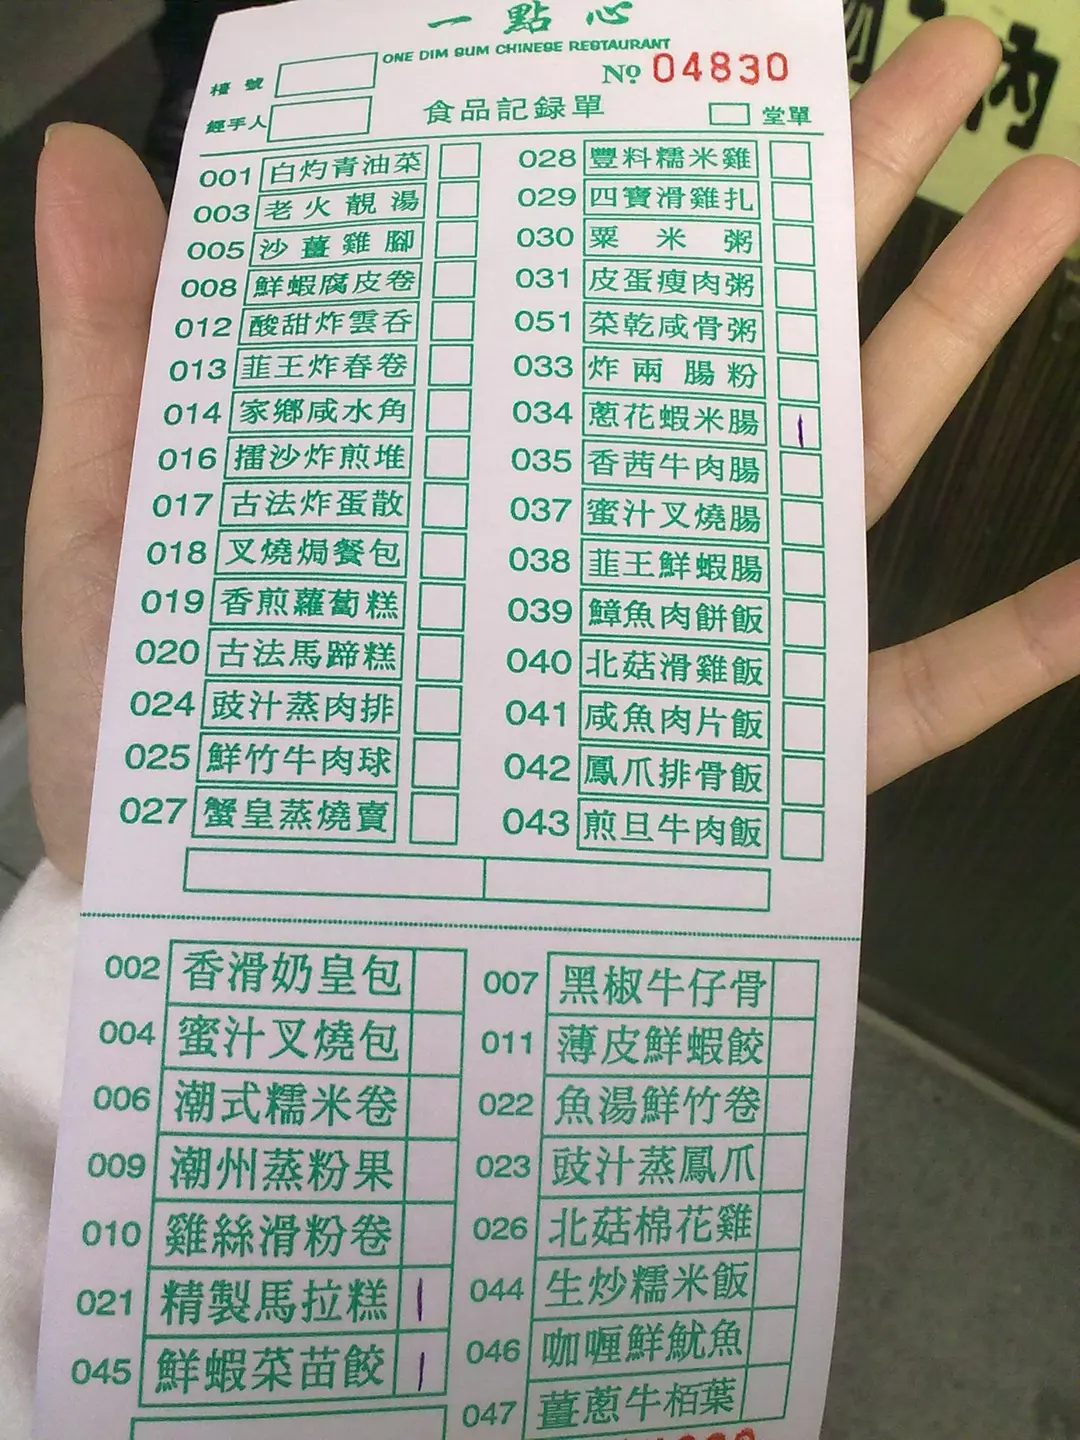 一點心
ONE DIM SUM CHINESE RESTAURANT
枱號
No 04830
經手人
食品記録單
堂單
001 白灼青油菜
003 老火靚湯
005 沙薑雞腳
008 鮮蝦腐皮卷
012 酸甜炸雲吞
013 韮王炸春卷
014 家鄉咸水角
016 擂沙炸煎堆
017 古法炸蛋散
018 叉燒焗餐包
019 香煎蘿蔔糕
020 古法馬蹄糕
024 豉汁蒸肉排
025 鮮竹牛肉球
027 蟹皇蒸燒賣
028 豐料糯米雞
029 四寶滑雞扎
030 粟米粥
031 皮蛋瘦肉粥
051 菜乾咸骨粥
033 炸兩腸粉
034 蔥花蝦米腸 |
035 香茜牛肉腸
037 蜜汁叉燒腸
038 韮王鮮蝦腸
039 鱆魚肉餅飯
040 北菇滑雞飯
041 咸魚肉片飯
042 鳳爪排骨飯
043 煎旦牛肉飯
002 香滑奶皇包
004 蜜汁叉燒包
006 潮式糯米卷
009 潮州蒸粉果
010 雞絲滑粉卷
021 精製馬拉糕 |
045 鮮蝦菜苗餃 |
007 黑椒牛仔骨
011 薄皮鮮蝦餃
022 魚湯鮮竹卷
023 豉汁蒸鳳爪
026 北菇棉花雞
044 生炒糯米飯
046 咖喱鮮魷魚
047 薑蔥牛栢葉